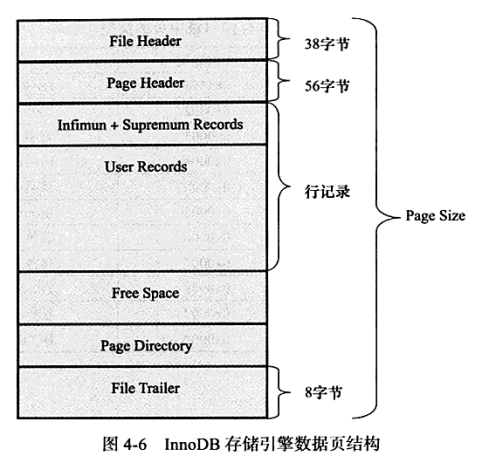 File Header
38字节
Page Header
56字节
Infimun + Supremum Records
User Records
行记录
Page Size
Free Space
Page Directory
File Trailer
8字节
图 4-6 InnoDB 存储引擎数据页结构